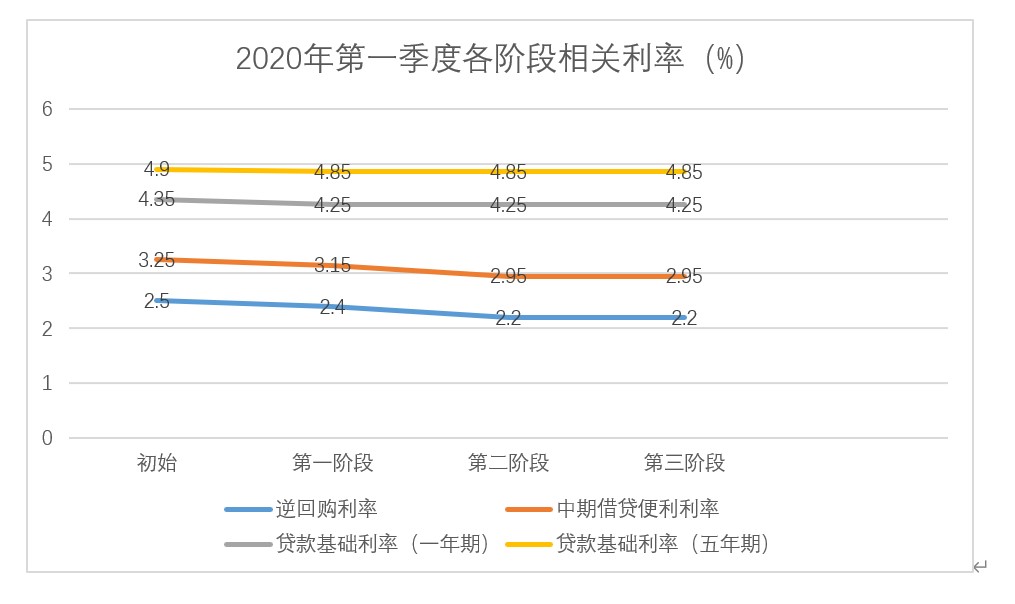 2020年第一季度各阶段相关利率（%）
6
5
4
3
2
1
0
4.9 4.85 4.85 4.85
4.35 4.25 4.25 4.25
3.25 3.15 2.95 2.95
2.5 2.4 2.2 2.2
初始 第一阶段 第二阶段 第三阶段
逆回购利率 中期借贷便利利率
贷款基础利率（一年期） 贷款基础利率（五年期）